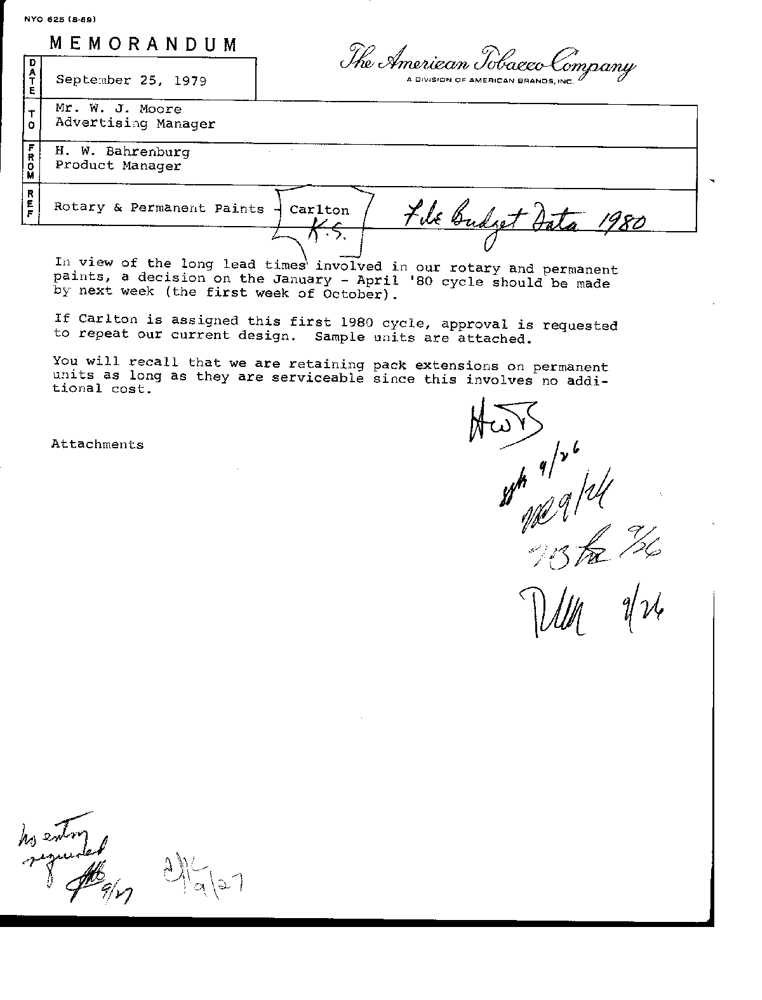 NYO 625 (8-69)
MEMORANDUM
The American Tobacco Company
A DIVISION OF AMERICAN BRANDS, INC.
DATE
September 25, 1979
TO
Mr. W. J. Moore
Advertising Manager
FROM
H. W. Bahrenburg
Product Manager
REF
Rotary & Permanent Paints - Carlton
K.S.
File Budget Data 1980
In view of the long lead times involved in our rotary and permanent
paints, a decision on the January - April '80 cycle should be made
by next week (the first week of October).
If Carlton is assigned this first 1980 cycle, approval is requested
to repeat our current design. Sample units are attached.
You will recall that we are retaining pack extensions on permanent
units as long as they are serviceable since this involves no addi-
tional cost.
HWB
Attachments
9/26
9/26
9/26
9/26
no entry
required
9/27
9/27